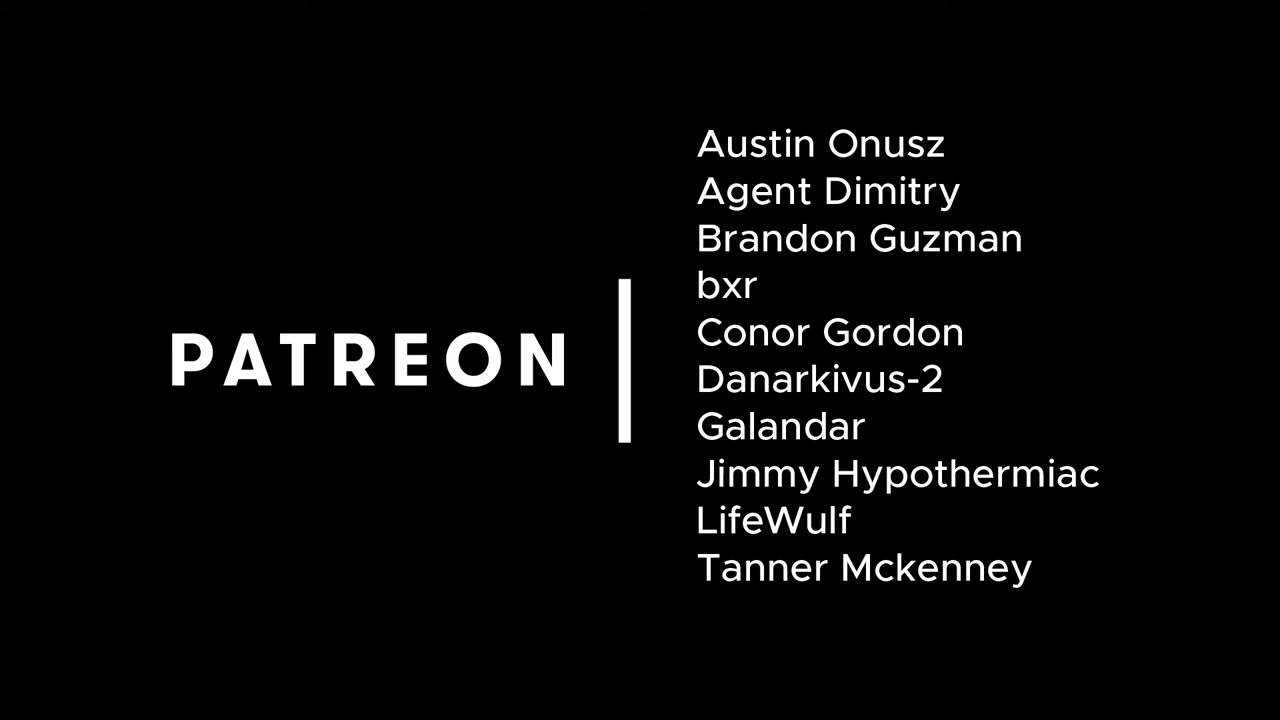 PATREON
Austin Onusz
Agent Dimitry
Brandon Guzman
bxr
Conor Gordon
Danarkivus-2
Galandar
Jimmy Hypothermiac
LifeWulf
Tanner Mckenney